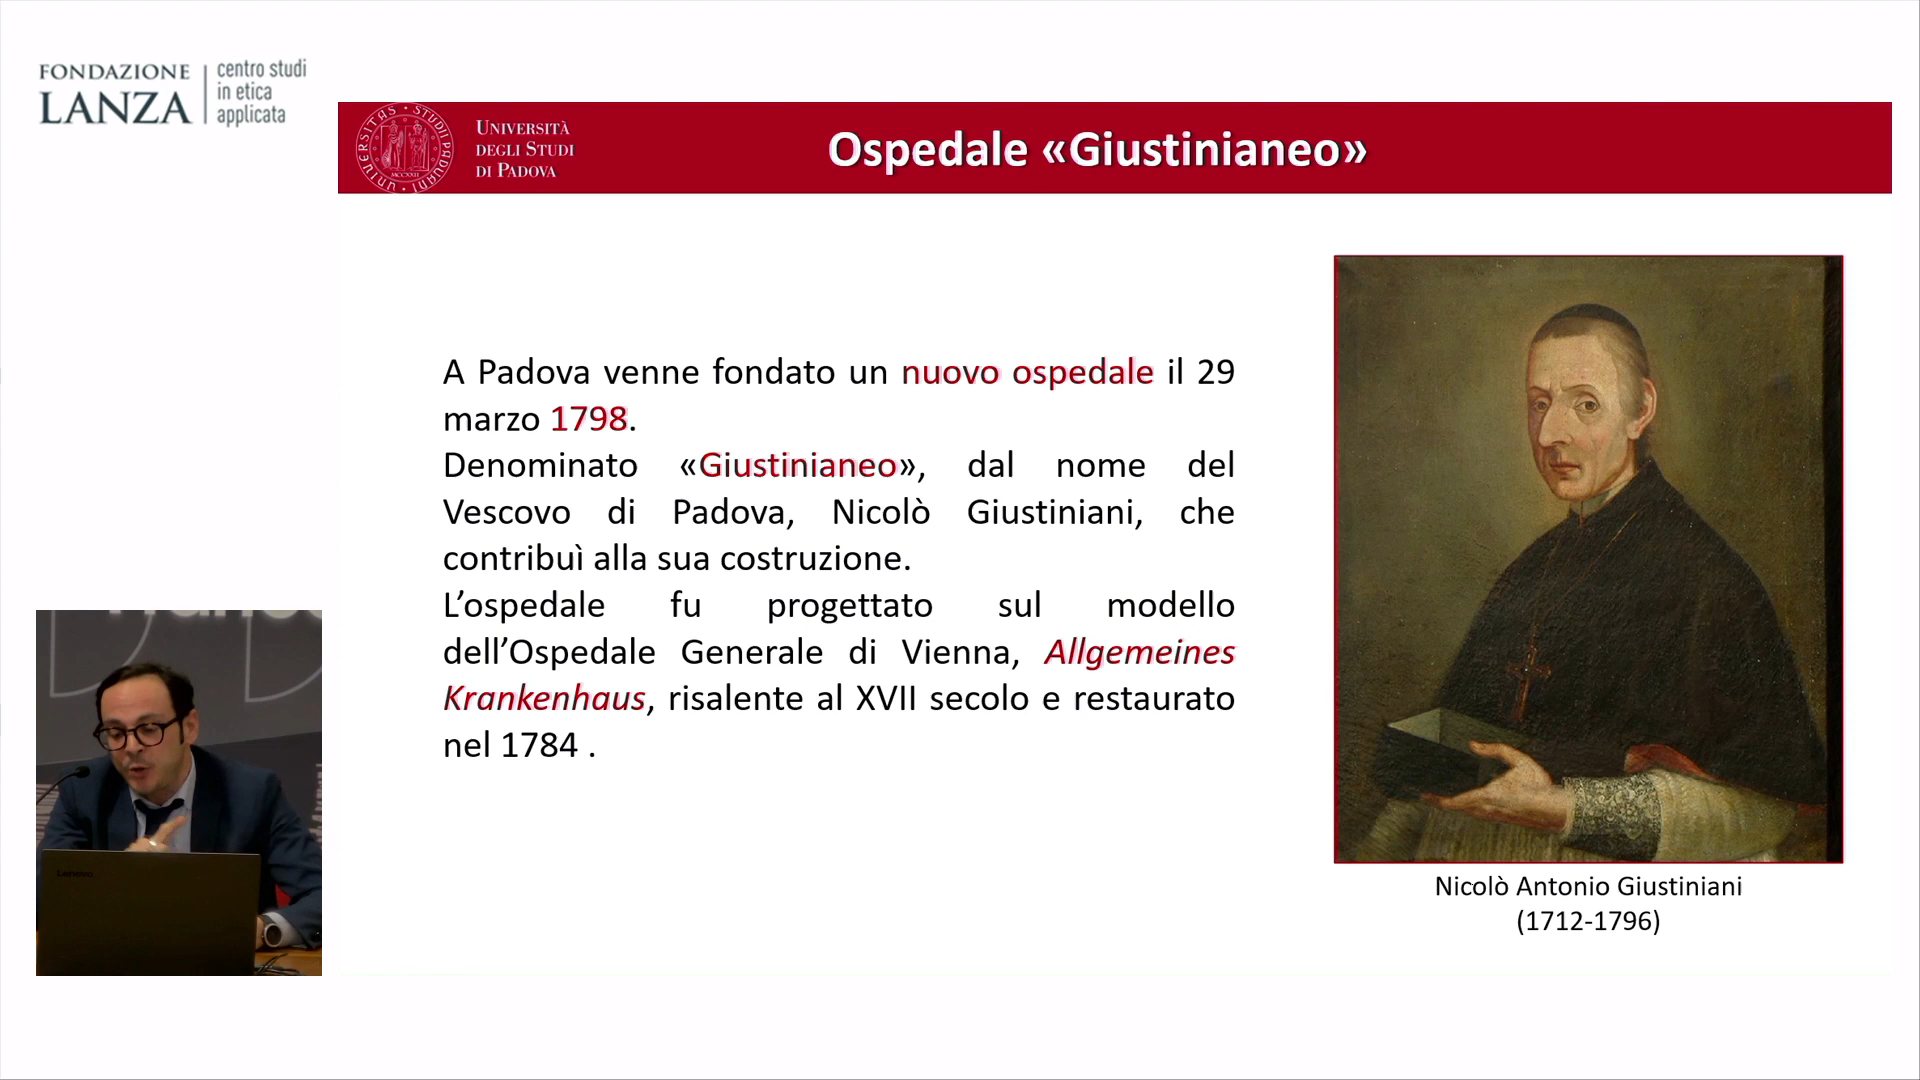 FONDAZIONE
LANZA
centro studi
in etica
applicata
UNIVERSITÀ
DEGLI STUDI
DI PADOVA
Ospedale «Giustinianeo»
A Padova venne fondato un nuovo ospedale il 29
marzo 1798.
Denominato «Giustinianeo», dal nome del
Vescovo di Padova, Nicolò Giustiniani, che
contribuì alla sua costruzione.
L’ospedale fu progettato sul modello
dell’Ospedale Generale di Vienna, Allgemeines
Krankenhaus, risalente al XVII secolo e restaurato
nel 1784 .
Nicolò Antonio Giustiniani
(1712-1796)
Lenovo